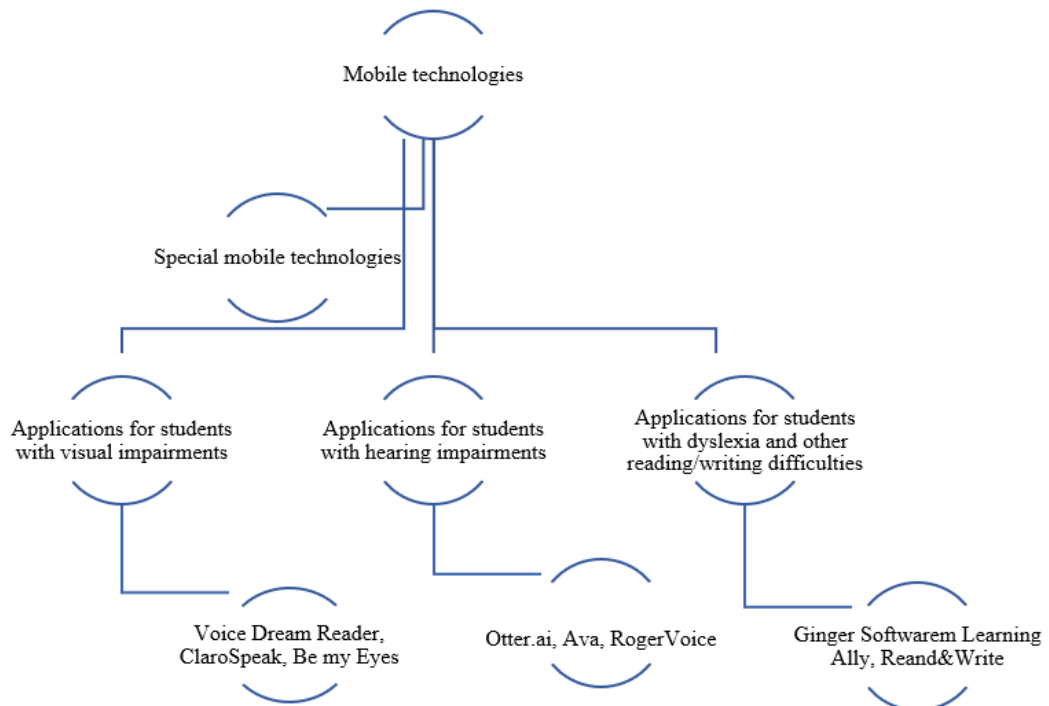 Mobile technologies
Special mobile technologies
Applications for students
with visual impairments
Applications for students
with hearing impairments
Applications for students
with dyslexia and other
reading/writing difficulties
Voice Dream Reader,
ClaroSpeak, Be my Eyes
Otter.ai, Ava, RogerVoice
Ginger Softwarem Learning
Ally, Reand&Write